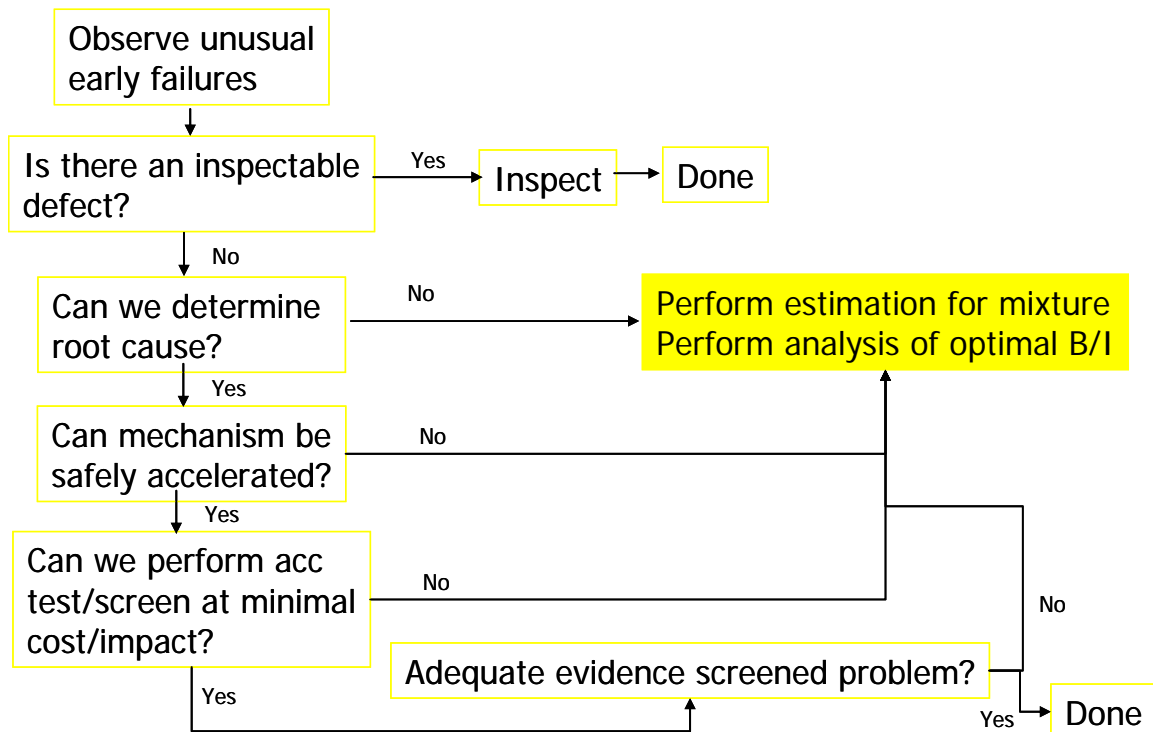 Observe unusual
early failures
Is there an inspectable
defect?
Yes
Inspect
Done
No
Can we determine
root cause?
No
Perform estimation for mixture
Perform analysis of optimal B/I
Yes
Can mechanism be
safely accelerated?
No
Yes
Can we perform acc
test/screen at minimal
cost/impact?
No
No
Yes
Adequate evidence screened problem?
Yes
Done